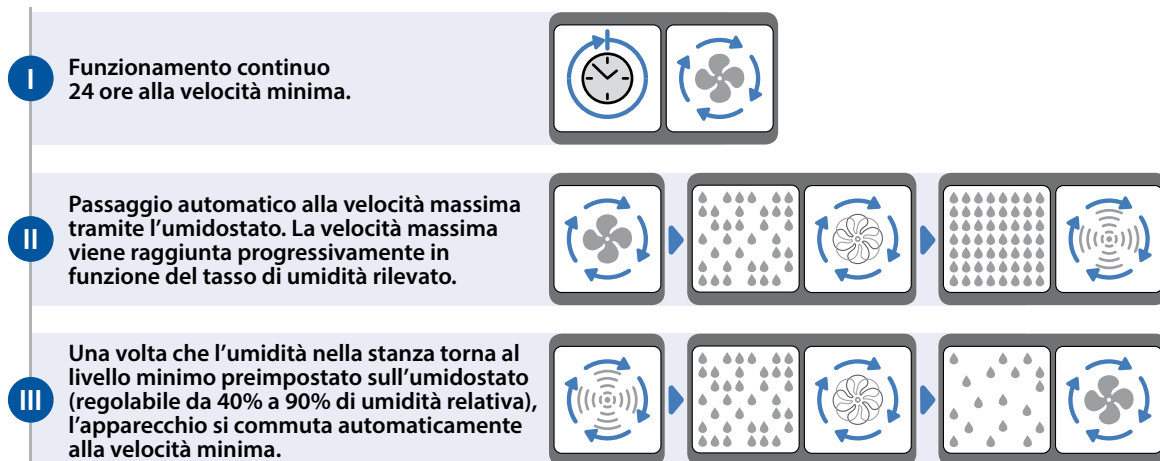 I
Funzionamento continuo
24 ore alla velocità minima.
II
Passaggio automatico alla velocità massima
tramite l’umidostato. La velocità massima
viene raggiunta progressivamente in
funzione del tasso di umidità rilevato.
III
Una volta che l’umidità nella stanza torna al
livello minimo preimpostato sull’umidostato
(regolabile da 40% a 90% di umidità relativa),
l’apparecchio si commuta automaticamente
alla velocità minima.